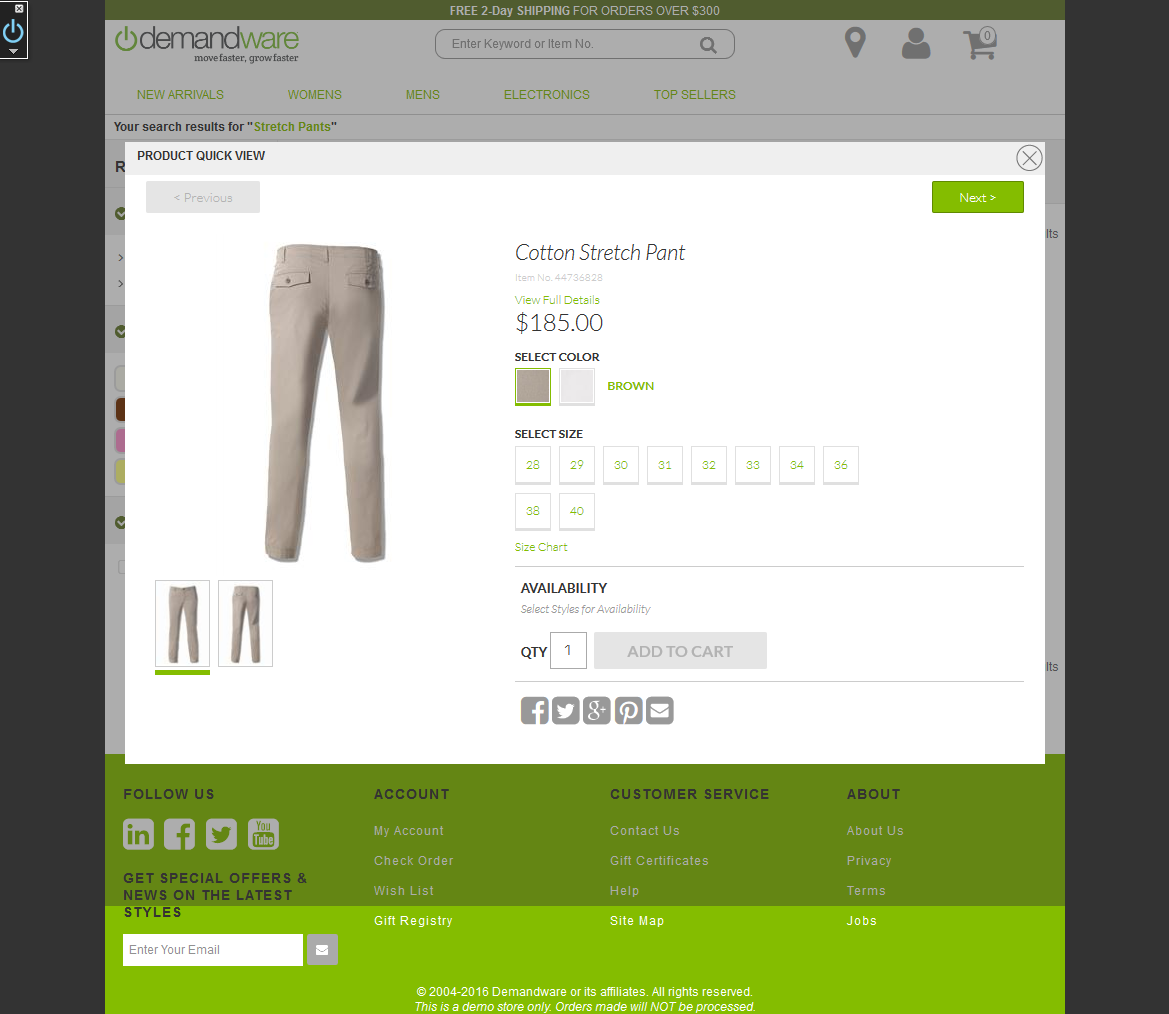 FREE 2-Day SHIPPING FOR ORDERS OVER $300
demandware
move faster, grow faster
Enter Keyword or Item No.
0
NEW ARRIVALS WOMENS MENS ELECTRONICS TOP SELLERS
Your search results for "Stretch Pants"
R
PRODUCT QUICK VIEW
< Previous
Next >
lts
Cotton Stretch Pant
Item No. 44736828
View Full Details
$185.00
SELECT COLOR
BROWN
SELECT SIZE
28 29 30 31 32 33 34 36
38 40
Size Chart
AVAILABILITY
Select Styles for Availability
QTY 1 ADD TO CART
lts
FOLLOW US
in
You
Tube
GET SPECIAL OFFERS &
NEWS ON THE LATEST
STYLES
Enter Your Email
ACCOUNT
My Account
Check Order
Wish List
Gift Registry
CUSTOMER SERVICE
Contact Us
Gift Certificates
Help
Site Map
ABOUT
About Us
Privacy
Terms
Jobs
© 2004-2016 Demandware or its affiliates. All rights reserved.
This is a demo store only. Orders made will NOT be processed.